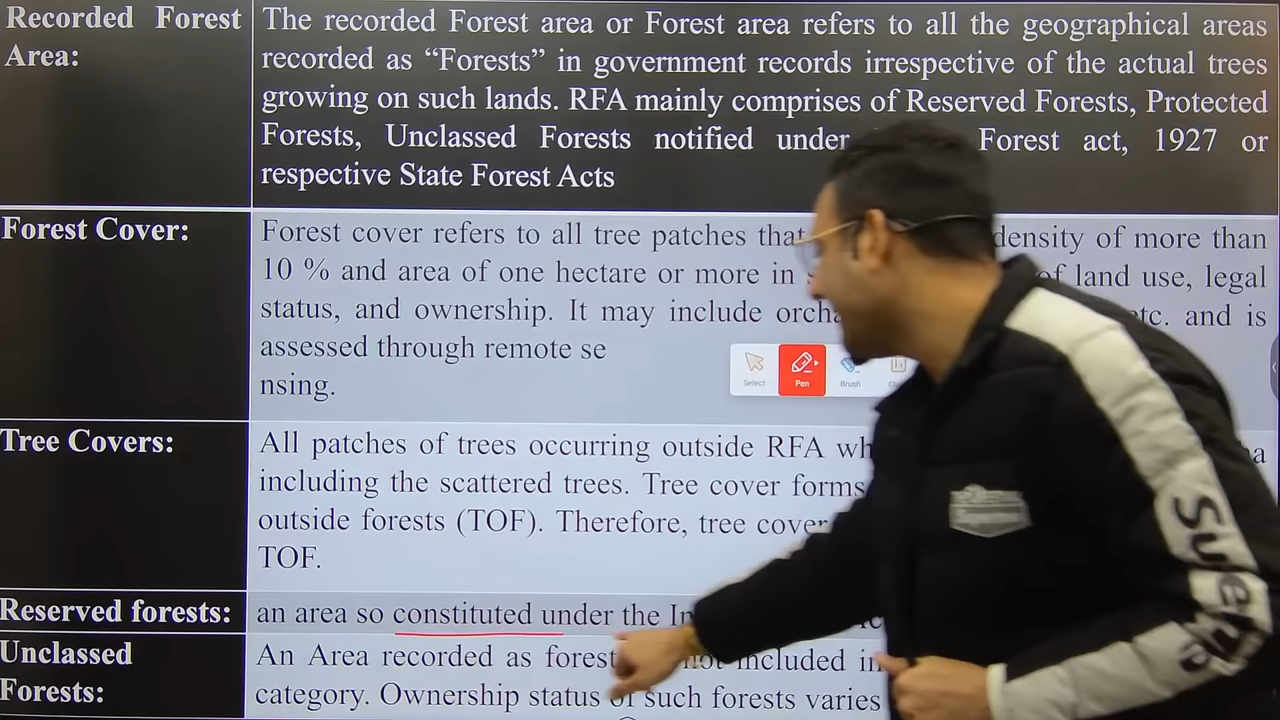 Recorded Forest Area:
The recorded Forest area or Forest area refers to all the geographical areas
recorded as “Forests” in government records irrespective of the actual trees
growing on such lands. RFA mainly comprises of Reserved Forests, Protected
Forests, Unclassed Forests notified under Forest act, 1927 or
respective State Forest Acts
Forest Cover:
Forest cover refers to all tree patches that density of more than
10 % and area of one hectare or more in of land use, legal
status, and ownership. It may include etc. and is
assessed through remote se
nsing.
Select Pen Brush
Tree Covers:
All patches of trees occurring outside RFA
including the scattered trees. Tree cover forms
outside forests (TOF). Therefore, tree cover
TOF.
Reserved forests:
an area so constituted under the
Unclassed
Forests:
An Area recorded as forest not included in
category. Ownership status of such forests varies